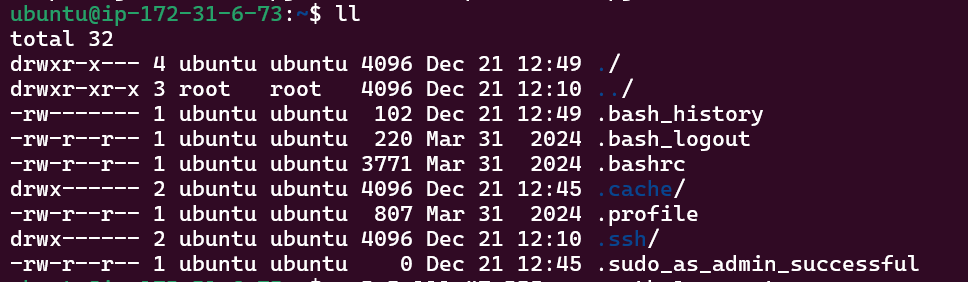 ubuntu@ip-172-31-6-73:~$ ll
total 32
drwxr-x--- 4 ubuntu ubuntu 4096 Dec 21 12:49 ./
drwxr-xr-x 3 root   root   4096 Dec 21 12:10 ../
-rw------- 1 ubuntu ubuntu  102 Dec 21 12:49 .bash_history
-rw-r--r-- 1 ubuntu ubuntu  220 Mar 31  2024 .bash_logout
-rw-r--r-- 1 ubuntu ubuntu 3771 Mar 31  2024 .bashrc
drwx------ 2 ubuntu ubuntu 4096 Dec 21 12:45 .cache/
-rw-r--r-- 1 ubuntu ubuntu  807 Mar 31  2024 .profile
drwx------ 2 ubuntu ubuntu 4096 Dec 21 12:10 .ssh/
-rw-r--r-- 1 ubuntu ubuntu    0 Dec 21 12:45 .sudo_as_admin_successful